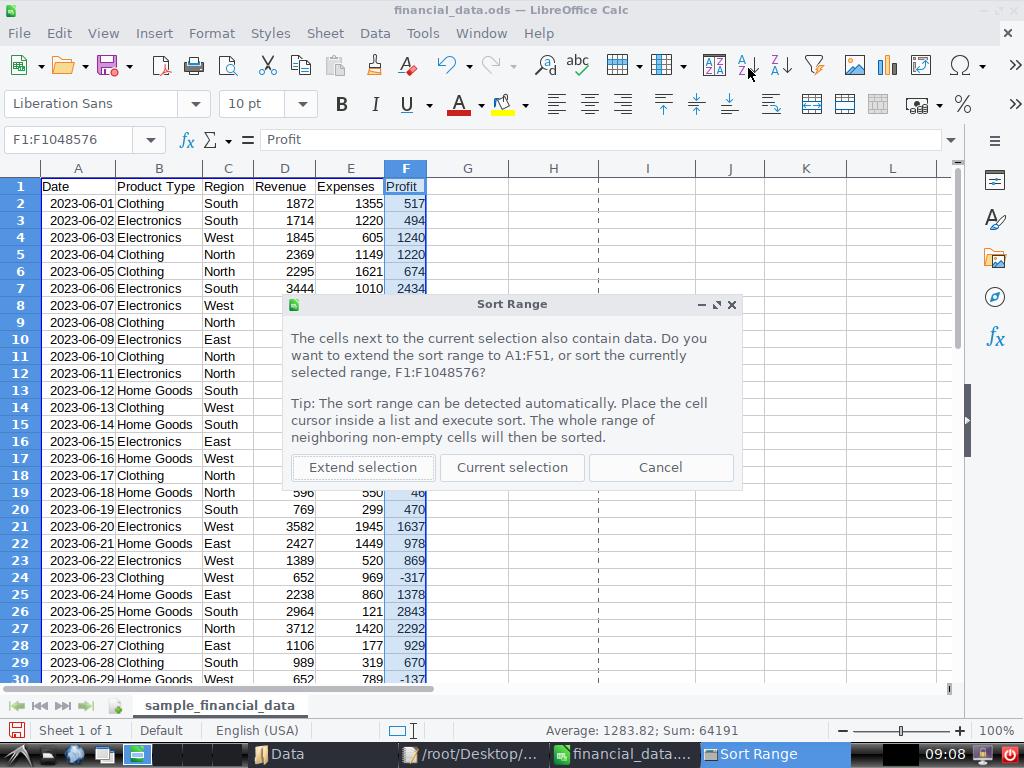 financial_data.ods — LibreOffice Calc
File Edit View Insert Format Styles Sheet Data Tools Window Help
Liberation Sans 10 pt
F1:F1048576 Profit
A B C D E F G H I J K L
1 Date Product Type Region Revenue Expenses Profit
2 2023-06-01 Clothing South 1872 1355 517
3 2023-06-02 Electronics South 1714 1220 494
4 2023-06-03 Electronics West 1845 605 1240
5 2023-06-04 Clothing North 2369 1149 1220
6 2023-06-05 Clothing North 2295 1621 674
7 2023-06-06 Electronics South 3444 1010 2434
8 2023-06-07 Electronics West
9 2023-06-08 Clothing North
10 2023-06-09 Electronics East
11 2023-06-10 Clothing North
12 2023-06-11 Electronics North
13 2023-06-12 Home Goods South
14 2023-06-13 Clothing West
15 2023-06-14 Home Goods South
16 2023-06-15 Electronics East
17 2023-06-16 Home Goods West
18 2023-06-17 Clothing North
19 2023-06-18 Home Goods North 596 550 46
20 2023-06-19 Electronics South 769 299 470
21 2023-06-20 Electronics West 3582 1945 1637
22 2023-06-21 Home Goods East 2427 1449 978
23 2023-06-22 Electronics West 1389 520 869
24 2023-06-23 Clothing West 652 969 -317
25 2023-06-24 Home Goods East 2238 860 1378
26 2023-06-25 Home Goods South 2964 121 2843
27 2023-06-26 Electronics North 3712 1420 2292
28 2023-06-27 Clothing East 1106 177 929
29 2023-06-28 Clothing South 989 319 670
30 2023-06-29 Home Goods West 652 789 -137
Sort Range
The cells next to the current selection also contain data. Do you
want to extend the sort range to A1:F51, or sort the currently
selected range, F1:F1048576?
Tip: The sort range can be detected automatically. Place the cell
cursor inside a list and execute sort. The whole range of
neighboring non-empty cells will then be sorted.
Extend selection Current selection Cancel
sample_financial_data
Sheet 1 of 1 Default English (USA) Average: 1283.82; Sum: 64191 100%
Data /root/Desktop/... financial_data.... Sort Range 09:08